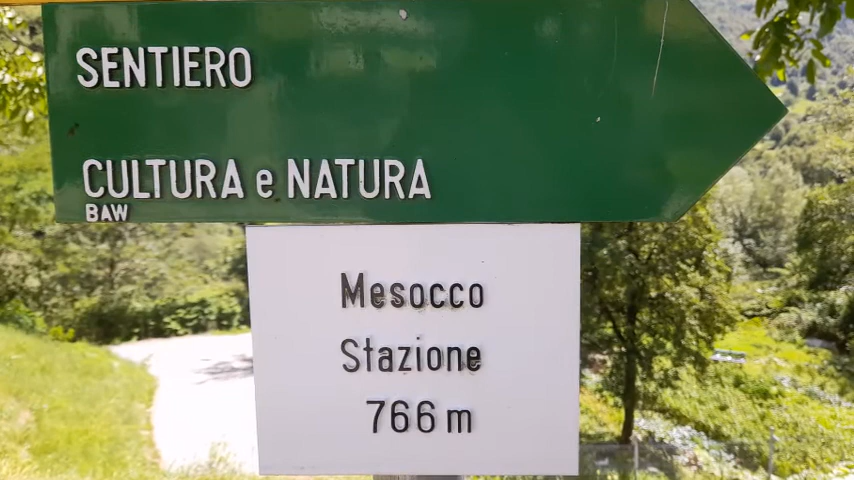 SENTIERO
CULTURA e NATURA
BAW
Mesocco
Stazione
766 m